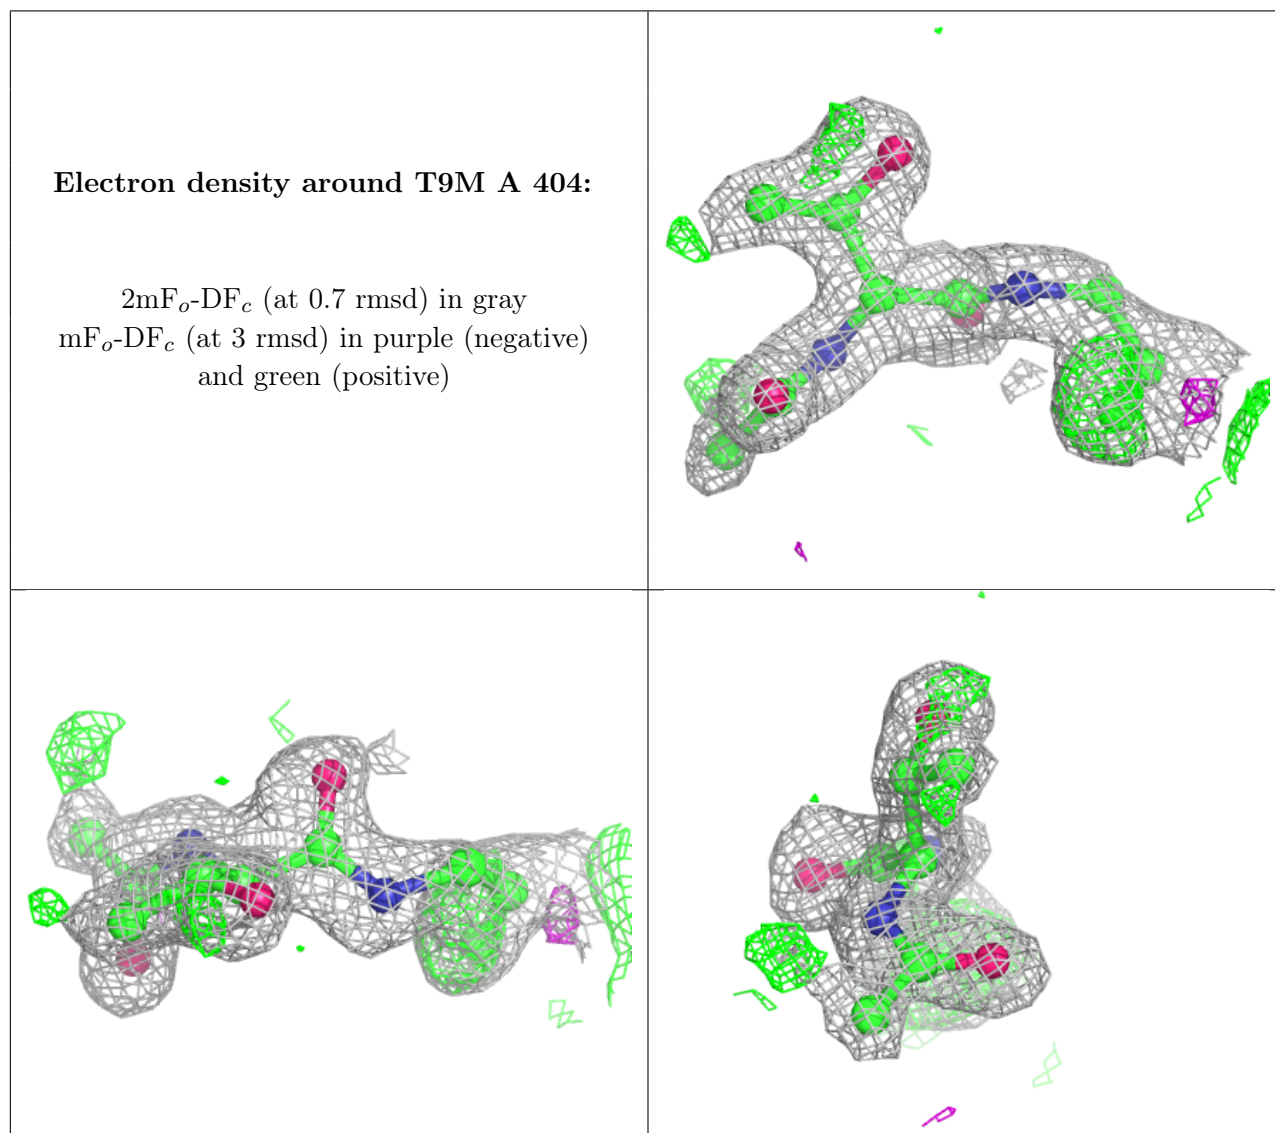 Electron density around T9M A 404:
2mFo-DFc (at 0.7 rmsd) in gray
mFo-DFc (at 3 rmsd) in purple (negative)
and green (positive)